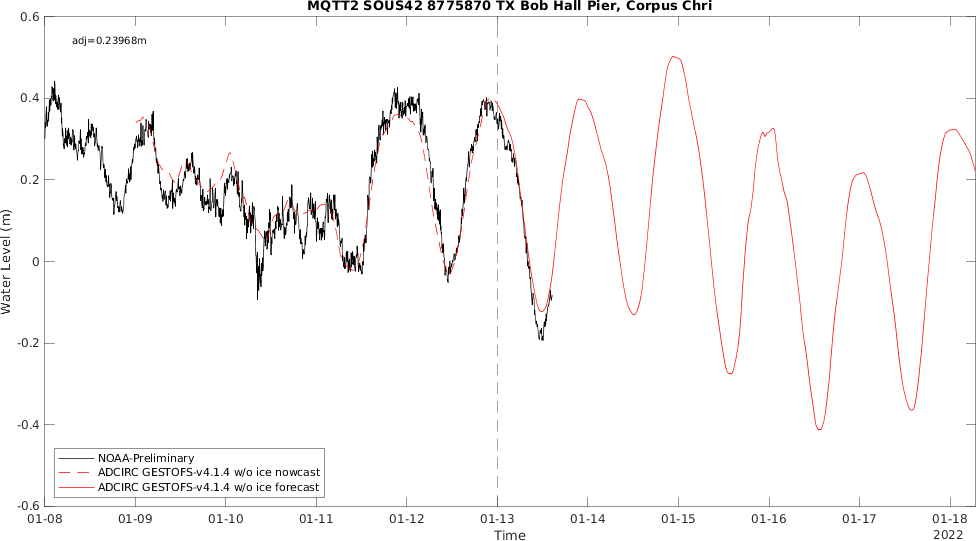 MQTT2 SOUS42 8775870 TX Bob Hall Pier, Corpus Chri
adj=0.23968m
0.6
0.4
0.2
0
-0.2
-0.4
-0.6
Water Level (m)
NOAA-Preliminary
ADCIRC GESTOFS-v4.1.4 w/o ice nowcast
ADCIRC GESTOFS-v4.1.4 w/o ice forecast
01-08 01-09 01-10 01-11 01-12 01-13 01-14 01-15 01-16 01-17 01-18
Time
2022